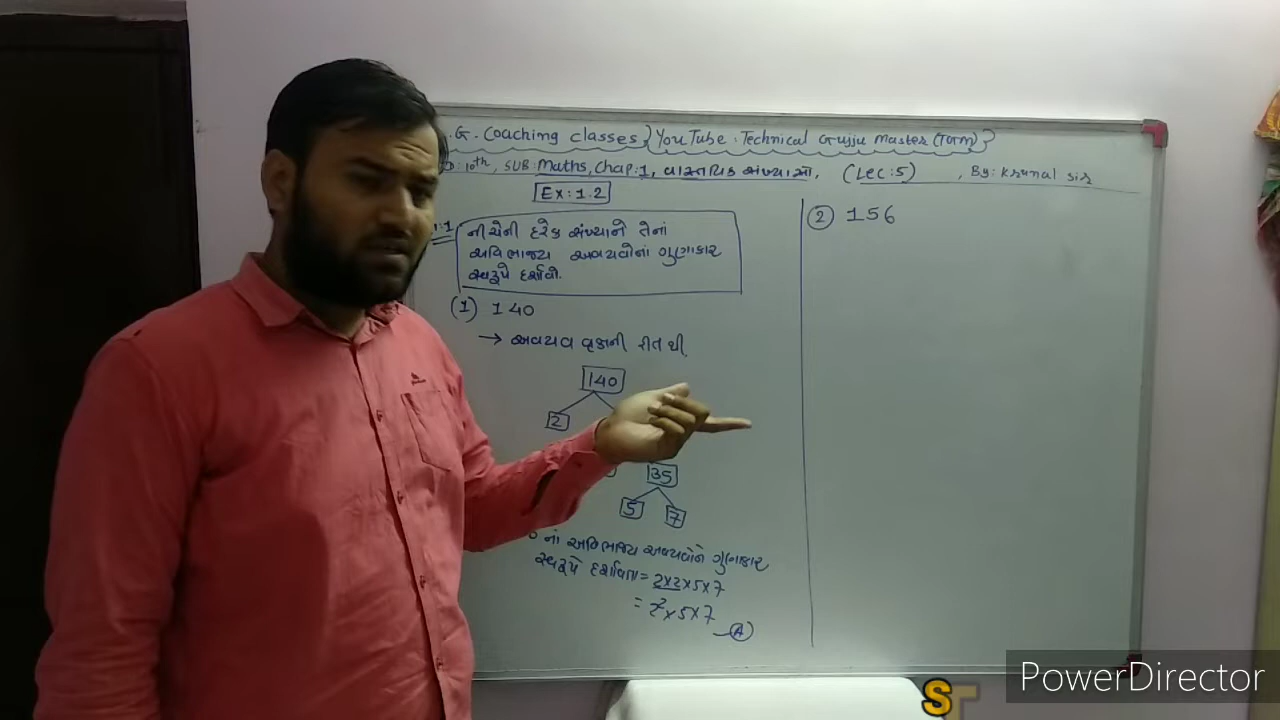 .G. Coaching classes} YouTube : Technical Gujju Master (TGM)}
D: 10th, SUB: Maths, Chap: 1, વાસ્તવિક સંખ્યાઓ, (Lec: 5), By: Krunal sir
Ex: 1.2
નીચેની દરેક સંખ્યાને તેનાં
અવિભાજ્ય અવયવોનાં ગુણાકાર
સ્વરૂપે દર્શાવો.
(1) 140
→ અવયવ વૃક્ષની રીત થી,
140
2
35
5 7
0 નાં અવિભાજ્ય અવયવોને ગુણાકાર
સ્વરૂપે દર્શાવતા = 2×2×5×7
= 2²×5×7
(A)
(2) 156
PowerDirector